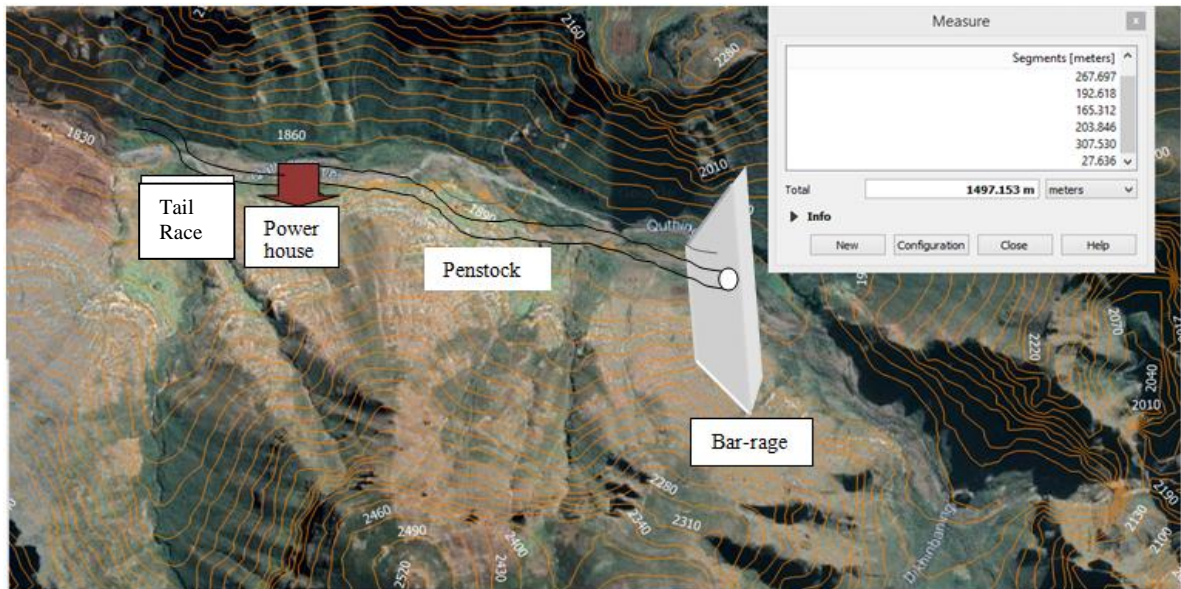 2160
2280
1830
1860
2010
1890
Quthin
Tail
Race
Power
house
Penstock
Bar-rage
Measure
x
Segments [meters]
267.697
192.618
165.312
203.846
307.530
27.636
Total
1497.153 m
meters
Info
New
Configuration
Close
Help
2070
2220
2040
2010
2190
2130
2100
2280
2340
2310
2460
2490
2400
2430
2520
Dikhinbaneng